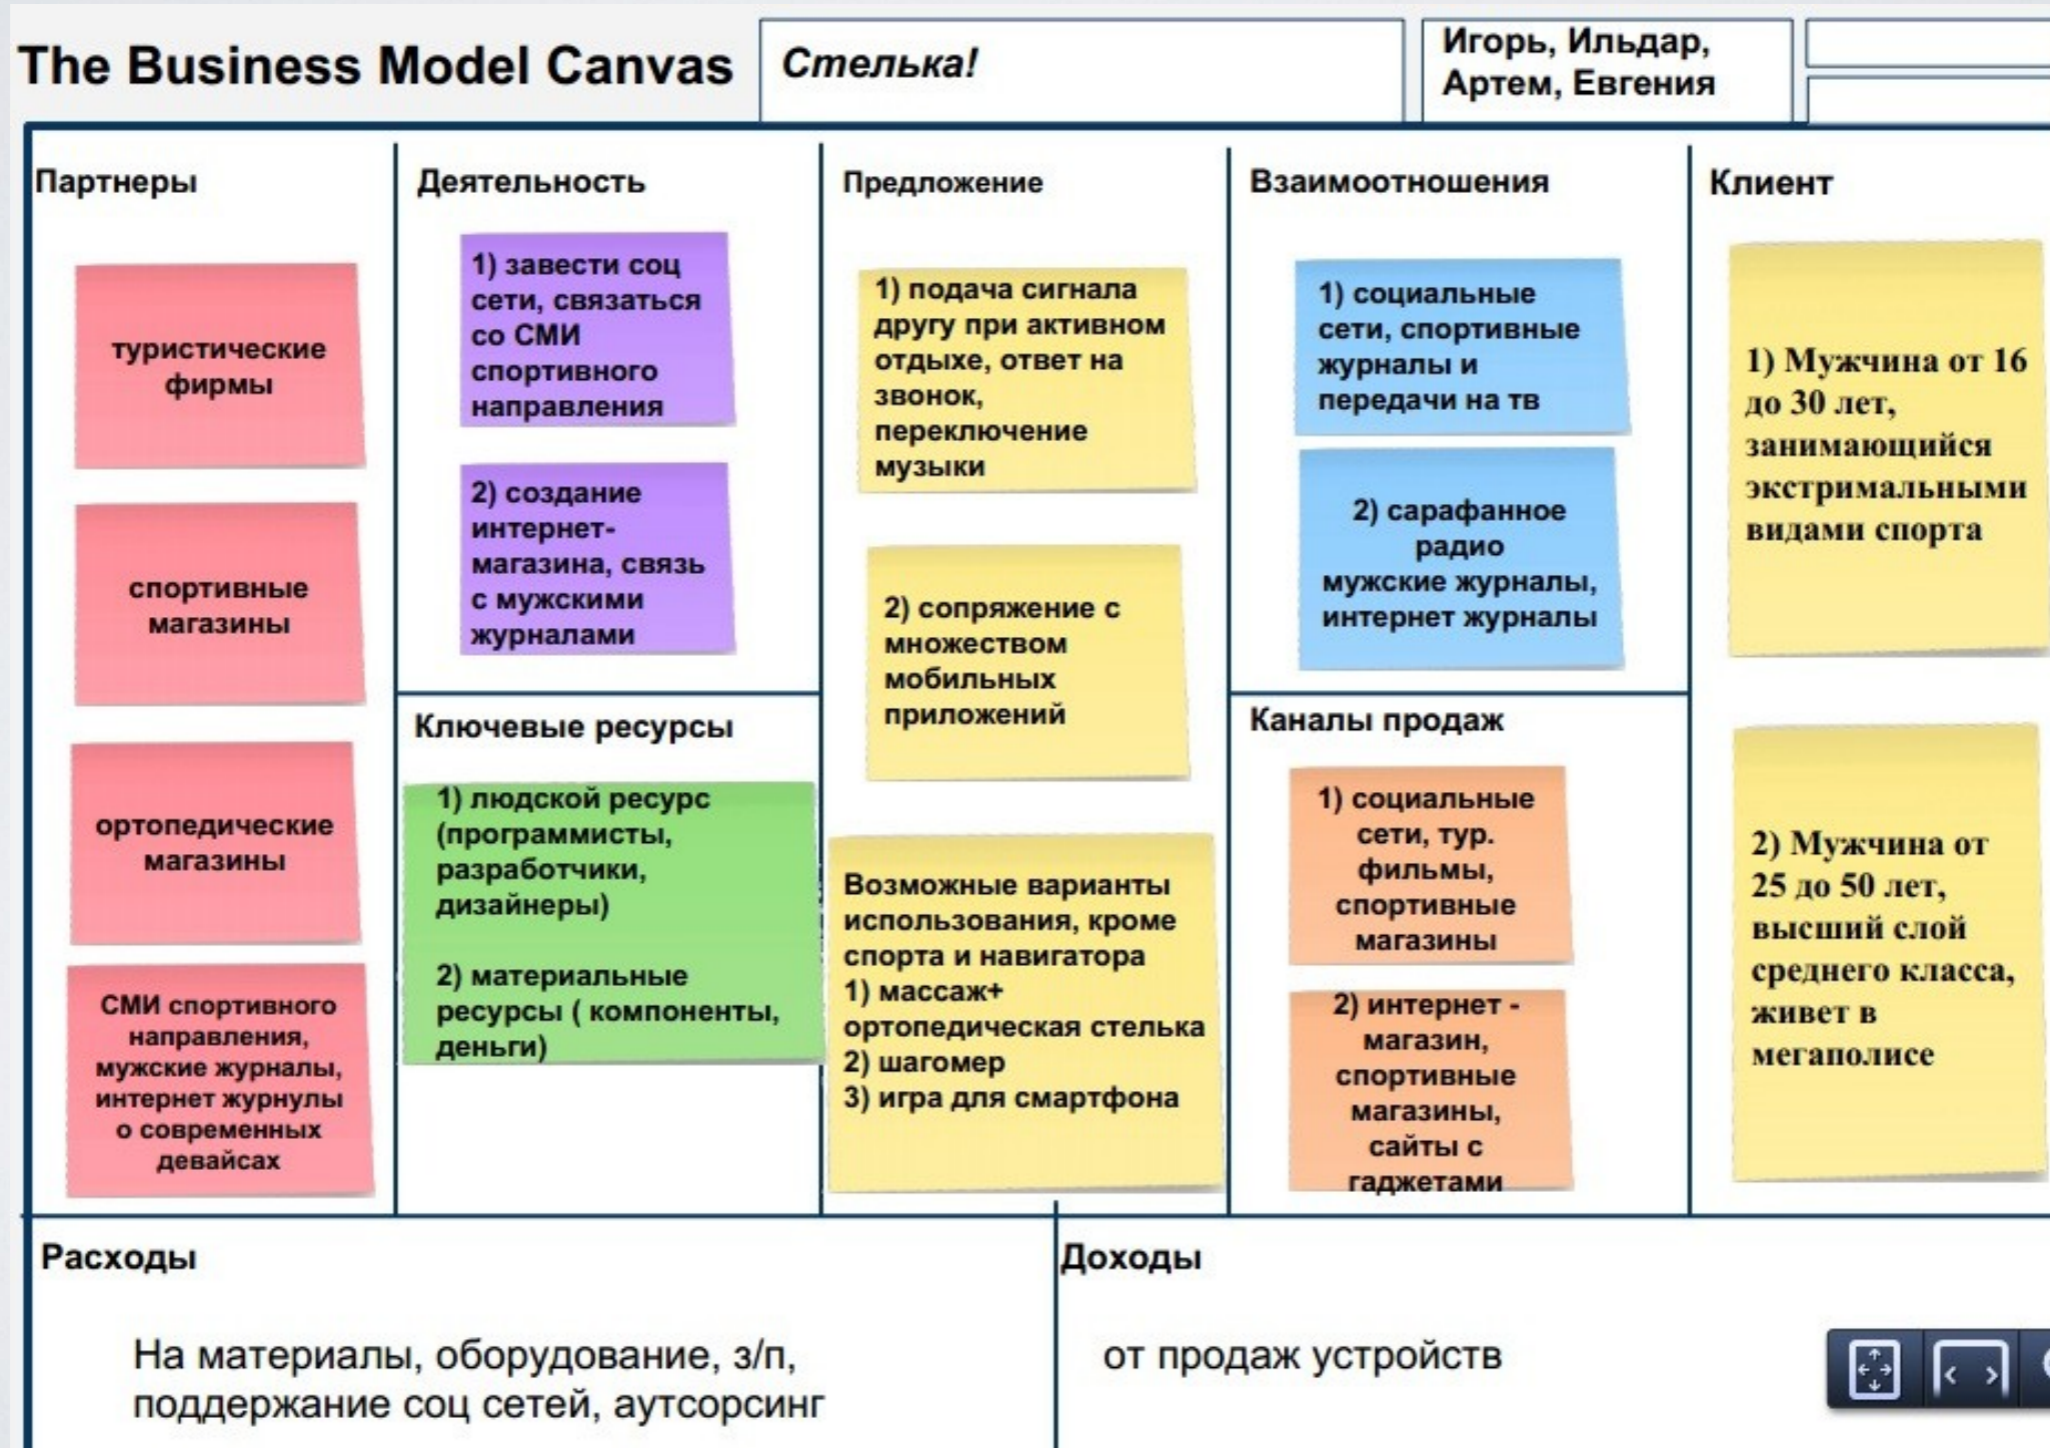 The Business Model Canvas
Стелька!
Игорь, Ильдар,
Артем, Евгения
Партнеры
туристические
фирмы
спортивные
магазины
ортопедические
магазины
СМИ спортивного
направления,
мужские журналы,
интернет журнулы
о современных
девайсах
Деятельность
1) завести соц
сети, связаться
со СМИ
спортивного
направления
2) создание
интернет-
магазина, связь
с мужскими
журналами
Ключевые ресурсы
1) людской ресурс
(программисты,
разработчики,
дизайнеры)
2) материальные
ресурсы ( компоненты,
деньги)
Предложение
1) подача сигнала
другу при активном
отдыхе, ответ на
звонок,
переключение
музыки
2) сопряжение с
множеством
мобильных
приложений
Возможные варианты
использования, кроме
спорта и навигатора
1) массаж+
ортопедическая стелька
2) шагомер
3) игра для смартфона
Взаимоотношения
1) социальные
сети, спортивные
журналы и
передачи на тв
2) сарафанное
радио
мужские журналы,
интернет журналы
Каналы продаж
1) социальные
сети, тур.
фильмы,
спортивные
магазины
2) интернет -
магазин,
спортивные
магазины,
сайты с
гаджетами
Клиент
1) Мужчина от 16
до 30 лет,
занимающийся
экстримальными
видами спорта
2) Мужчина от
25 до 50 лет,
высший слой
среднего класса,
живет в
мегаполисе
Расходы
На материалы, оборудование, з/п,
поддержание соц сетей, аутсорсинг
Доходы
от продаж устройств